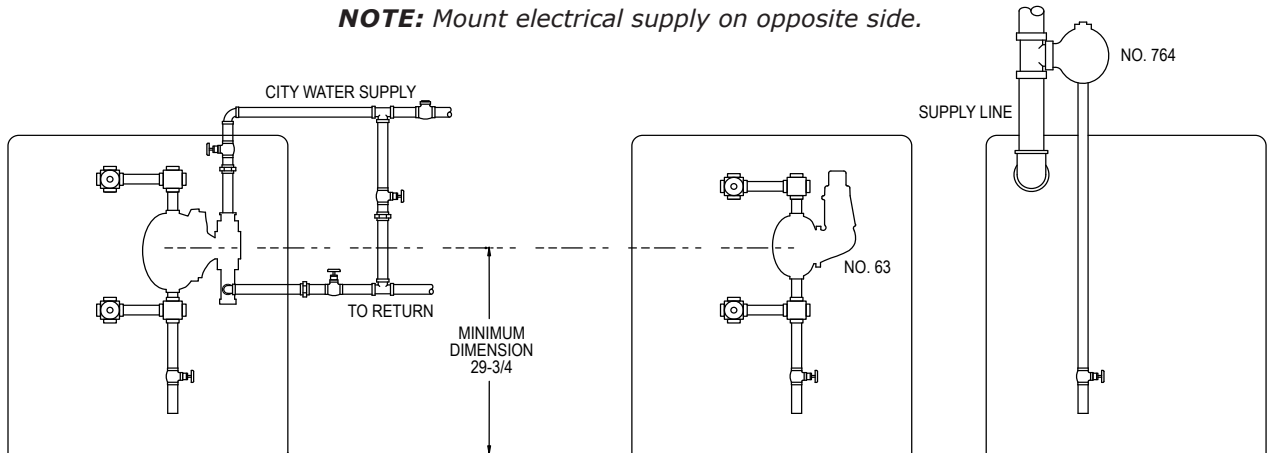 NOTE: Mount electrical supply on opposite side.
NO. 764
CITY WATER SUPPLY
SUPPLY LINE
NO. 63
TO RETURN
MINIMUM
DIMENSION
29-3/4